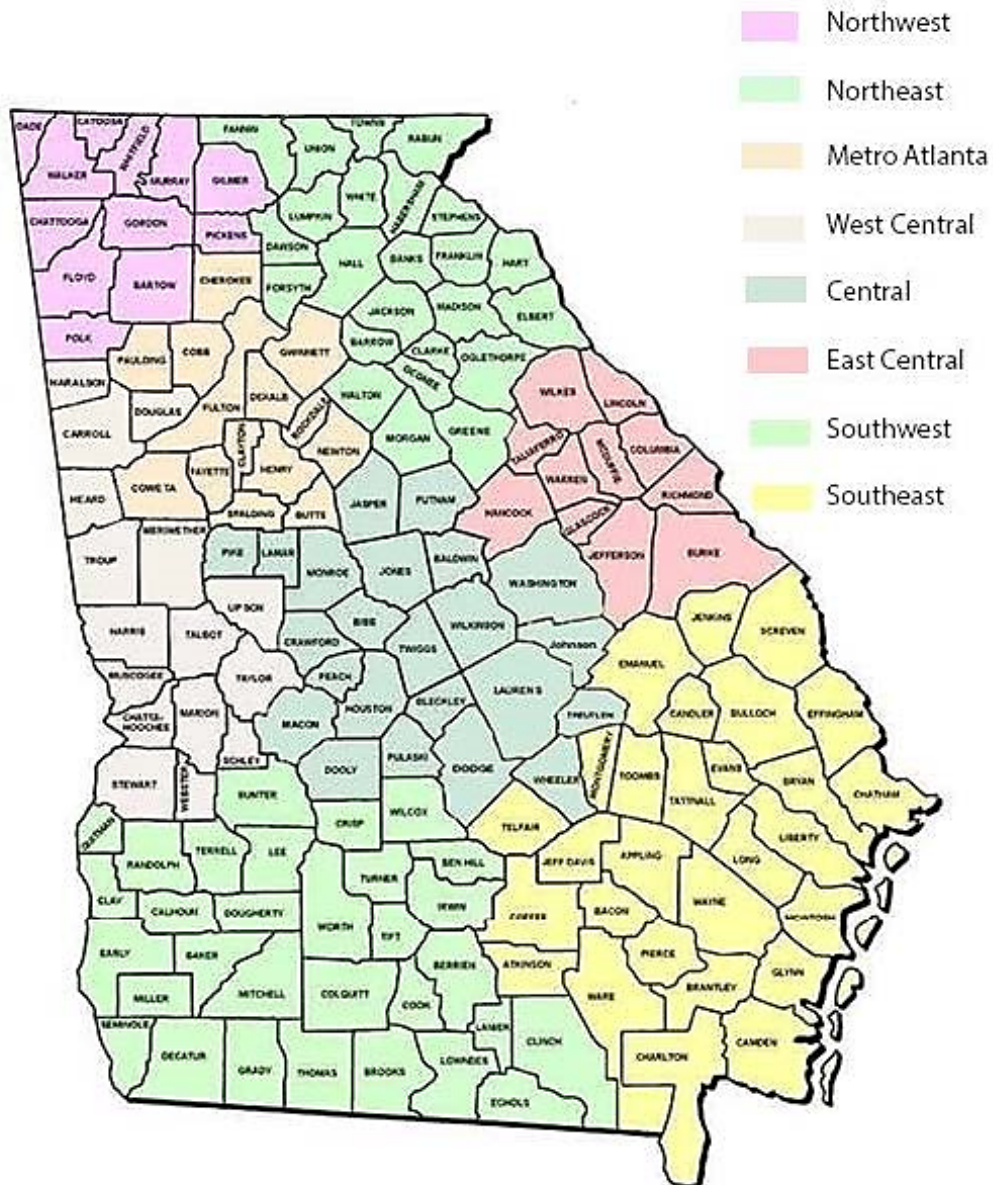 Northwest
Northeast
Metro Atlanta
West Central
Central
East Central
Southwest
Southeast
DADE
CATOOSA
WHITFIELD
WALKER
MURRAY
FANNIN
UNION
TOWNS
RABUN
GILMER
CHATTOOGA
GORDON
PICKENS
LUMPKIN
WHITE
HABERSHAM
STEPHENS
DAWSON
FLOYD
BARTOW
CHEROKEE
FORSYTH
HALL
BANKS
FRANKLIN
HART
JACKSON
MADISON
ELBERT
POLK
PAULDING
COBB
GWINNETT
BARROW
CLARKE
OGLETHORPE
OCONEE
HARALSON
DOUGLAS
FULTON
DEKALB
ROCKDALE
WALTON
WILKES
LINCOLN
CARROLL
CLAYTON
HENRY
NEWTON
MORGAN
GREENE
TALIAFERRO
MCDUFFIE
COLUMBIA
HEARD
COWETA
FAYETTE
SPALDING
BUTTS
JASPER
PUTNAM
HANCOCK
WARREN
GLASCOCK
RICHMOND
TROUP
MERIWETHER
PIKE
LAMAR
MONROE
JONES
BALDWIN
WASHINGTON
JEFFERSON
BURKE
UPSON
HARRIS
TALBOT
CRAWFORD
BIBB
TWIGGS
WILKINSON
Johnson
JENKINS
SCREVEN
EMANUEL
MUSCOGEE
TAYLOR
PEACH
HOUSTON
BLECKLEY
LAURENS
TREUTLEN
CANDLER
BULLOCH
EFFINGHAM
CHATTA-
HOOCHEE
MARION
MACON
SCHLEY
DOOLY
PULASKI
DODGE
WHEELER
MONTGOMERY
TOOMBS
TATTNALL
EVANS
BRYAN
CHATHAM
STEWART
WEBSTER
SUMTER
CRISP
WILCOX
TELFAIR
LIBERTY
QUITMAN
RANDOLPH
TERRELL
LEE
TURNER
BEN HILL
JEFF DAVIS
APPLING
LONG
CLAY
CALHOUN
DOUGHERTY
WORTH
TIFT
IRWIN
COFFEE
BACON
WAYNE
MCINTOSH
EARLY
BAKER
MITCHELL
COLQUITT
BERRIEN
ATKINSON
PIERCE
GLYNN
MILLER
COOK
WARE
BRANTLEY
SEMINOLE
DECATUR
GRADY
THOMAS
BROOKS
LOWNDES
LANIER
CLINCH
CHARLTON
CAMDEN
ECHOLS